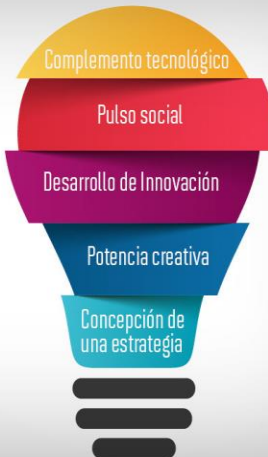 Complemento tecnológico
Pulso social
Desarrollo de Innovación
Potencia creativa
Concepción de
una estrategia